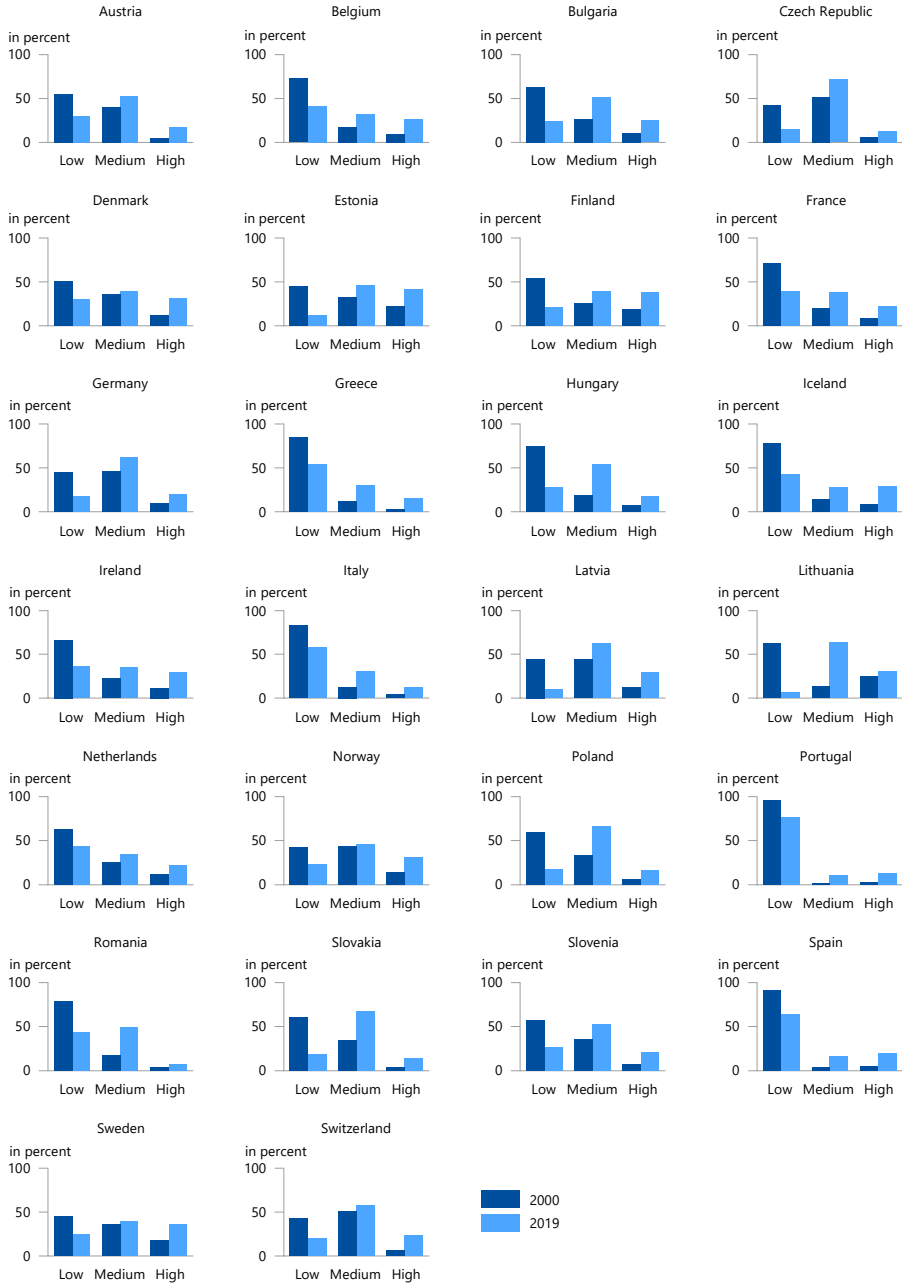 Austria
in percent
100
50
0
Low Medium High
Belgium
in percent
100
50
0
Low Medium High
Bulgaria
in percent
100
50
0
Low Medium High
Czech Republic
in percent
100
50
0
Low Medium High
Denmark
in percent
100
50
0
Low Medium High
Estonia
in percent
100
50
0
Low Medium High
Finland
in percent
100
50
0
Low Medium High
France
in percent
100
50
0
Low Medium High
Germany
in percent
100
50
0
Low Medium High
Greece
in percent
100
50
0
Low Medium High
Hungary
in percent
100
50
0
Low Medium High
Iceland
in percent
100
50
0
Low Medium High
Ireland
in percent
100
50
0
Low Medium High
Italy
in percent
100
50
0
Low Medium High
Latvia
in percent
100
50
0
Low Medium High
Lithuania
in percent
100
50
0
Low Medium High
Netherlands
in percent
100
50
0
Low Medium High
Norway
in percent
100
50
0
Low Medium High
Poland
in percent
100
50
0
Low Medium High
Portugal
in percent
100
50
0
Low Medium High
Romania
in percent
100
50
0
Low Medium High
Slovakia
in percent
100
50
0
Low Medium High
Slovenia
in percent
100
50
0
Low Medium High
Spain
in percent
100
50
0
Low Medium High
Sweden
in percent
100
50
0
Low Medium High
Switzerland
in percent
100
50
0
Low Medium High
2000
2019